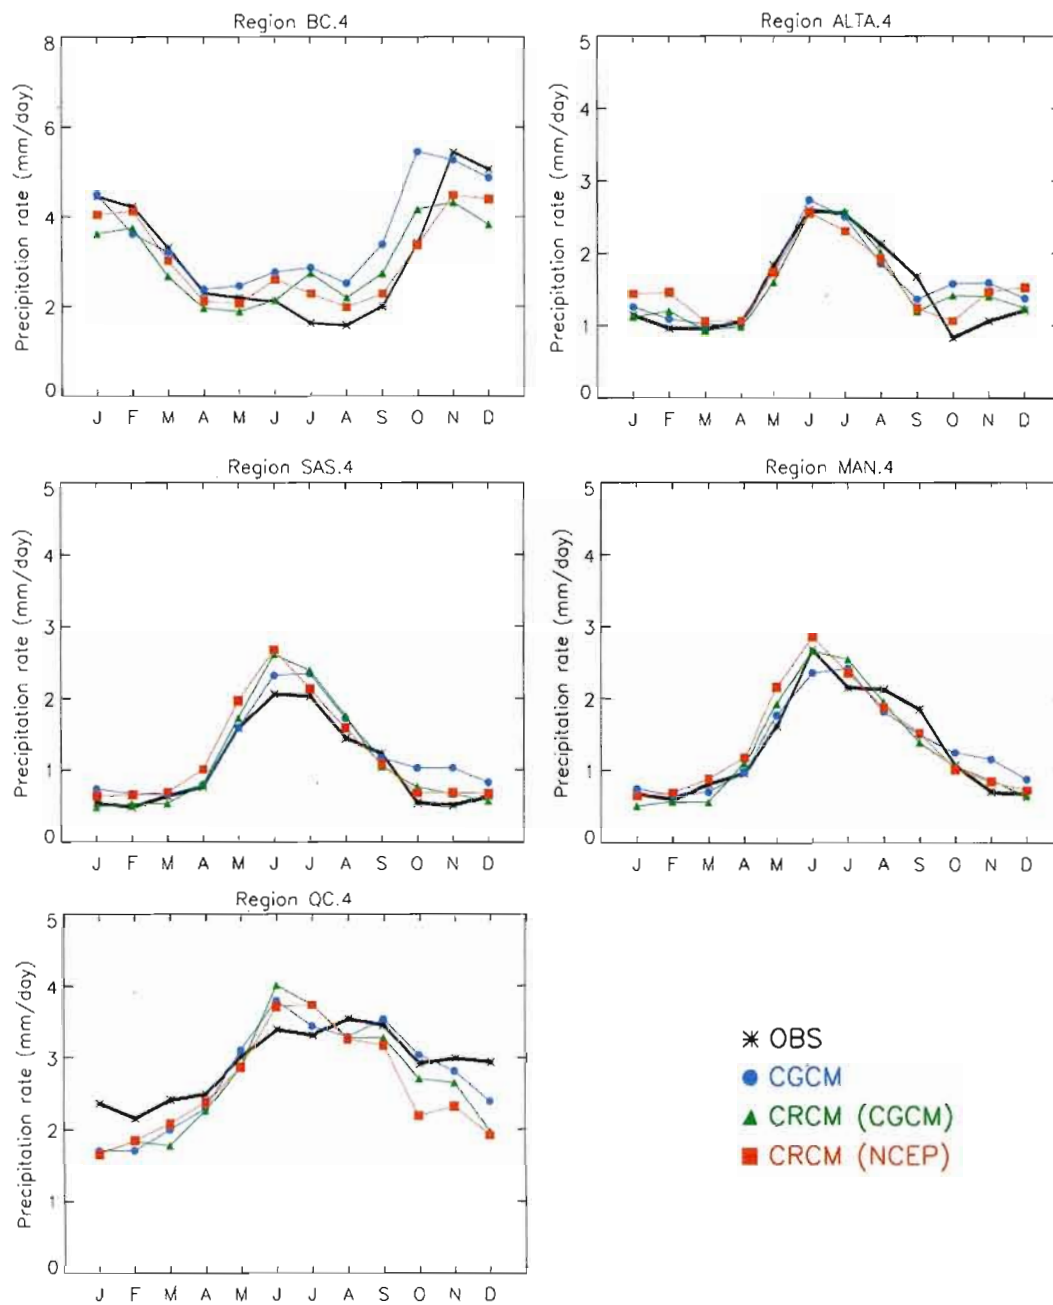 Region BC.4
Precipitation rate (mm/day)
8
6
4
2
0
J F M A M J J A S O N D
Region ALTA.4
Precipitation rate (mm/day)
5
4
3
2
1
0
J F M A M J J A S O N D
Region SAS.4
Precipitation rate (mm/day)
5
4
3
2
1
0
J F M A M J J A S O N D
Region MAN.4
Precipitation rate (mm/day)
5
4
3
2
1
0
J F M A M J J A S O N D
Region QC.4
Precipitation rate (mm/day)
5
4
3
2
1
0
J F M A M J J A S O N D
OBS
CGCM
CRCM (CGCM)
CRCM (NCEP)